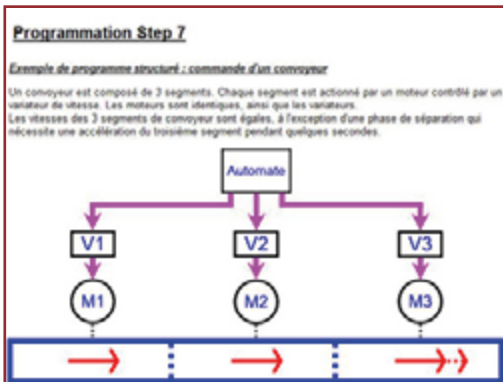 Programmation Step 7
Exemple de programme structuré : commande d'un convoyeur
Un convoyeur est composé de 3 segments. Chaque segment est actionné par un moteur contrôlé par un
variateur de vitesse. Les moteurs sont identiques, ainsi que les variateurs.
Les vitesses des 3 segments de convoyeur sont égales, à l'exception d'une phase de séparation qui
nécessite une accélération du troisième segment pendant quelques secondes.
Automate
V1 V2 V3
M1 M2 M3